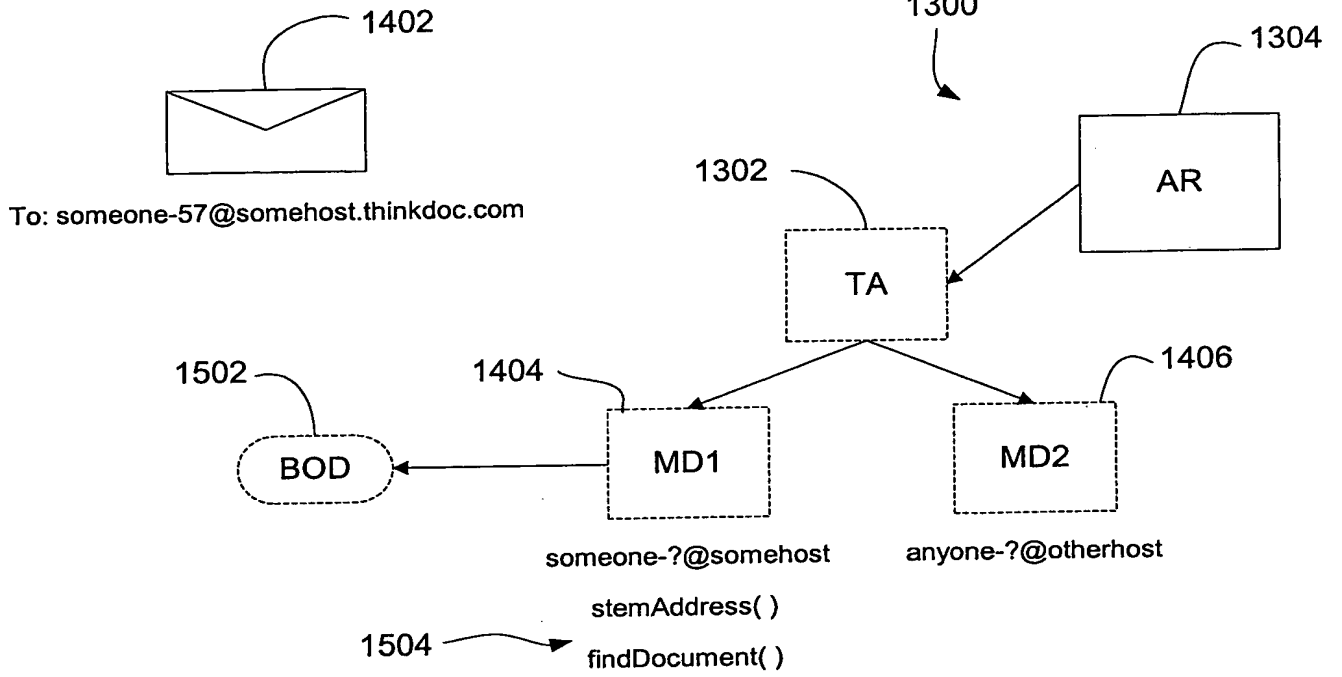 1300
1402
1304
1302
AR
To: someone-57@somehost.thinkdoc.com
TA
1502
1404
1406
BOD
MD1
MD2
someone-?@somehost
anyone-?@otherhost
stemAddress( )
1504
findDocument( )